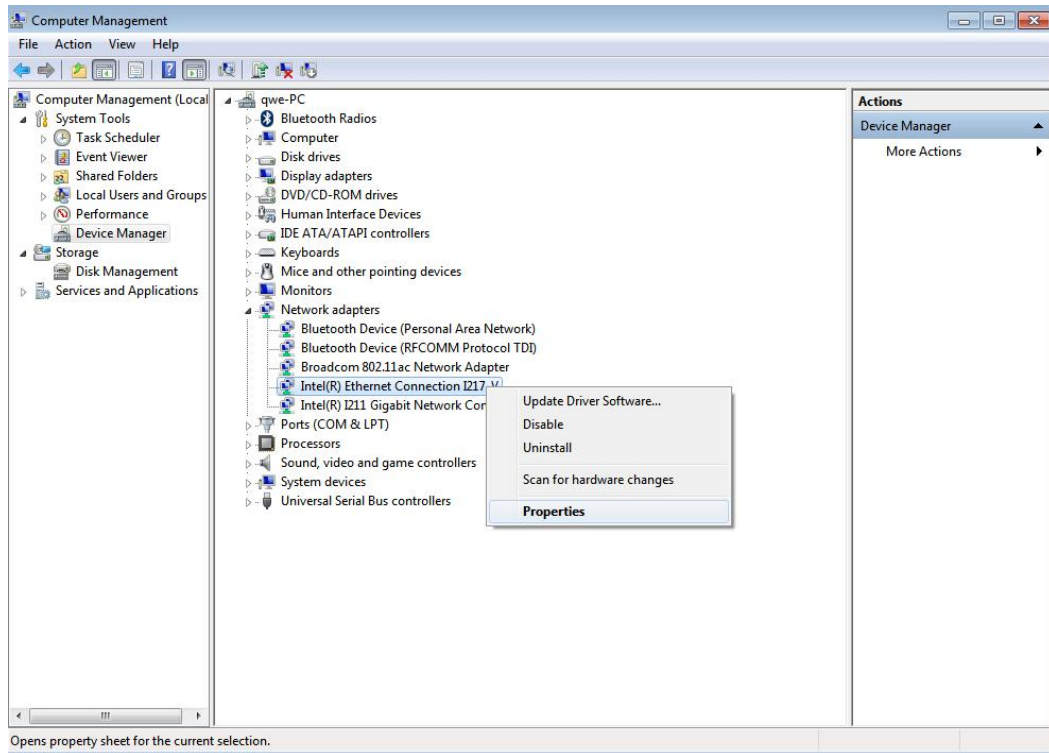 Computer Management
File Action View Help
Computer Management (Local
System Tools
Task Scheduler
Event Viewer
Shared Folders
Local Users and Groups
Performance
Device Manager
Storage
Disk Management
Services and Applications
qwe-PC
Bluetooth Radios
Computer
Disk drives
Display adapters
DVD/CD-ROM drives
Human Interface Devices
IDE ATA/ATAPI controllers
Keyboards
Mice and other pointing devices
Monitors
Network adapters
Bluetooth Device (Personal Area Network)
Bluetooth Device (RFCOMM Protocol TDI)
Broadcom 802.11ac Network Adapter
Intel(R) Ethernet Connection I217-V
Intel(R) I211 Gigabit Network Con
Ports (COM & LPT)
Processors
Sound, video and game controllers
System devices
Universal Serial Bus controllers
Update Driver Software...
Disable
Uninstall
Scan for hardware changes
Properties
Actions
Device Manager
More Actions
Opens property sheet for the current selection.